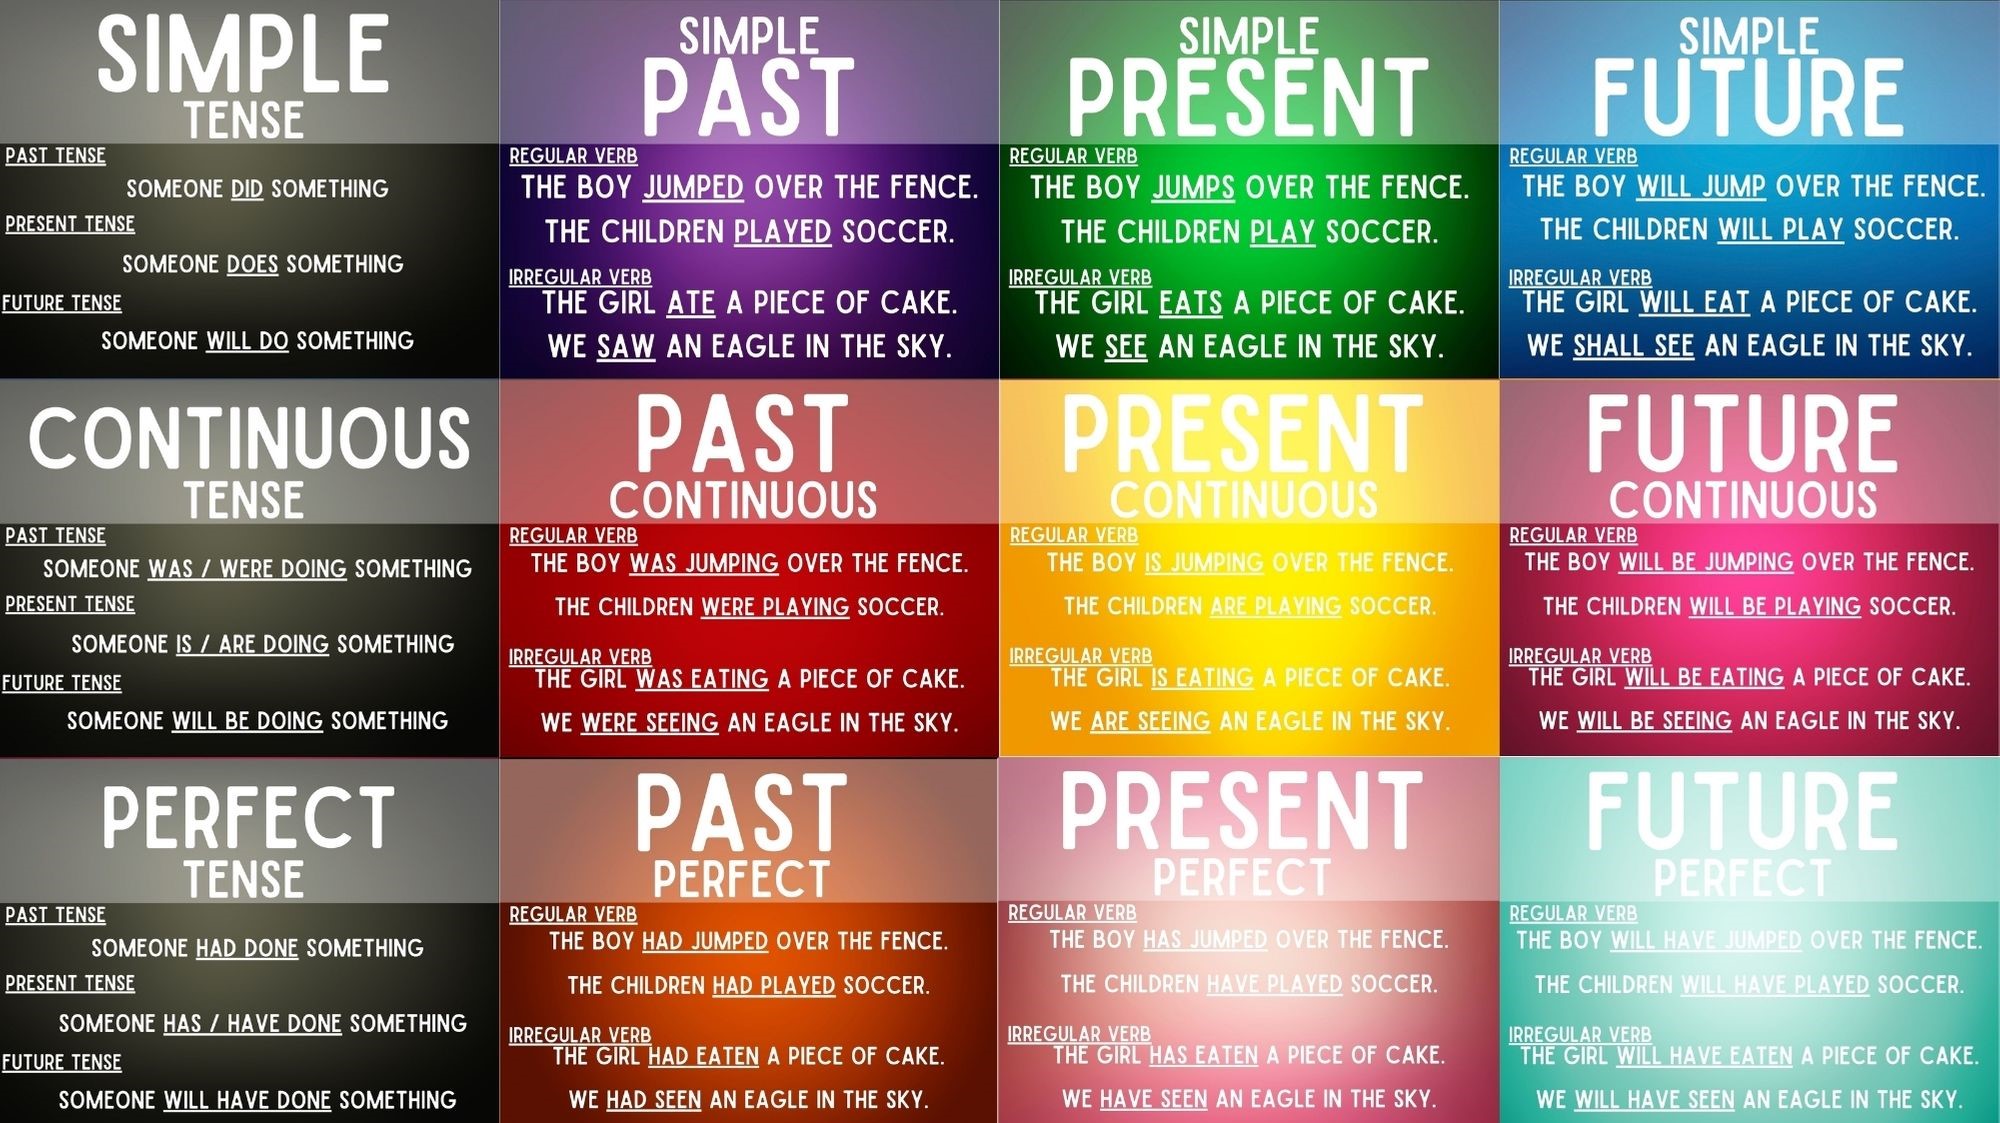 SIMPLE
TENSE
PAST TENSE
SOMEONE DID SOMETHING
PRESENT TENSE
SOMEONE DOES SOMETHING
FUTURE TENSE
SOMEONE WILL DO SOMETHING
SIMPLE
PAST
REGULAR VERB
THE BOY JUMPED OVER THE FENCE.
THE CHILDREN PLAYED SOCCER.
IRREGULAR VERB
THE GIRL ATE A PIECE OF CAKE.
WE SAW AN EAGLE IN THE SKY.
SIMPLE
PRESENT
REGULAR VERB
THE BOY JUMPS OVER THE FENCE.
THE CHILDREN PLAY SOCCER.
IRREGULAR VERB
THE GIRL EATS A PIECE OF CAKE.
WE SEE AN EAGLE IN THE SKY.
SIMPLE
FUTURE
REGULAR VERB
THE BOY WILL JUMP OVER THE FENCE.
THE CHILDREN WILL PLAY SOCCER.
IRREGULAR VERB
THE GIRL WILL EAT A PIECE OF CAKE.
WE SHALL SEE AN EAGLE IN THE SKY.
CONTINUOUS
TENSE
PAST TENSE
SOMEONE WAS / WERE DOING SOMETHING
PRESENT TENSE
SOMEONE IS / ARE DOING SOMETHING
FUTURE TENSE
SOMEONE WILL BE DOING SOMETHING
PAST
CONTINUOUS
REGULAR VERB
THE BOY WAS JUMPING OVER THE FENCE.
THE CHILDREN WERE PLAYING SOCCER.
IRREGULAR VERB
THE GIRL WAS EATING A PIECE OF CAKE.
WE WERE SEEING AN EAGLE IN THE SKY.
PRESENT
CONTINUOUS
REGULAR VERB
THE BOY IS JUMPING OVER THE FENCE.
THE CHILDREN ARE PLAYING SOCCER.
IRREGULAR VERB
THE GIRL IS EATING A PIECE OF CAKE.
WE ARE SEEING AN EAGLE IN THE SKY.
FUTURE
CONTINUOUS
REGULAR VERB
THE BOY WILL BE JUMPING OVER THE FENCE.
THE CHILDREN WILL BE PLAYING SOCCER.
IRREGULAR VERB
THE GIRL WILL BE EATING A PIECE OF CAKE.
WE WILL BE SEEING AN EAGLE IN THE SKY.
PERFECT
TENSE
PAST TENSE
SOMEONE HAD DONE SOMETHING
PRESENT TENSE
SOMEONE HAS / HAVE DONE SOMETHING
FUTURE TENSE
SOMEONE WILL HAVE DONE SOMETHING
PAST
PERFECT
REGULAR VERB
THE BOY HAD JUMPED OVER THE FENCE.
THE CHILDREN HAD PLAYED SOCCER.
IRREGULAR VERB
THE GIRL HAD EATEN A PIECE OF CAKE.
WE HAD SEEN AN EAGLE IN THE SKY.
PRESENT
PERFECT
REGULAR VERB
THE BOY HAS JUMPED OVER THE FENCE.
THE CHILDREN HAVE PLAYED SOCCER.
IRREGULAR VERB
THE GIRL HAS EATEN A PIECE OF CAKE.
WE HAVE SEEN AN EAGLE IN THE SKY.
FUTURE
PERFECT
REGULAR VERB
THE BOY WILL HAVE JUMPED OVER THE FENCE.
THE CHILDREN WILL HAVE PLAYED SOCCER.
IRREGULAR VERB
THE GIRL WILL HAVE EATEN A PIECE OF CAKE.
WE WILL HAVE SEEN AN EAGLE IN THE SKY.